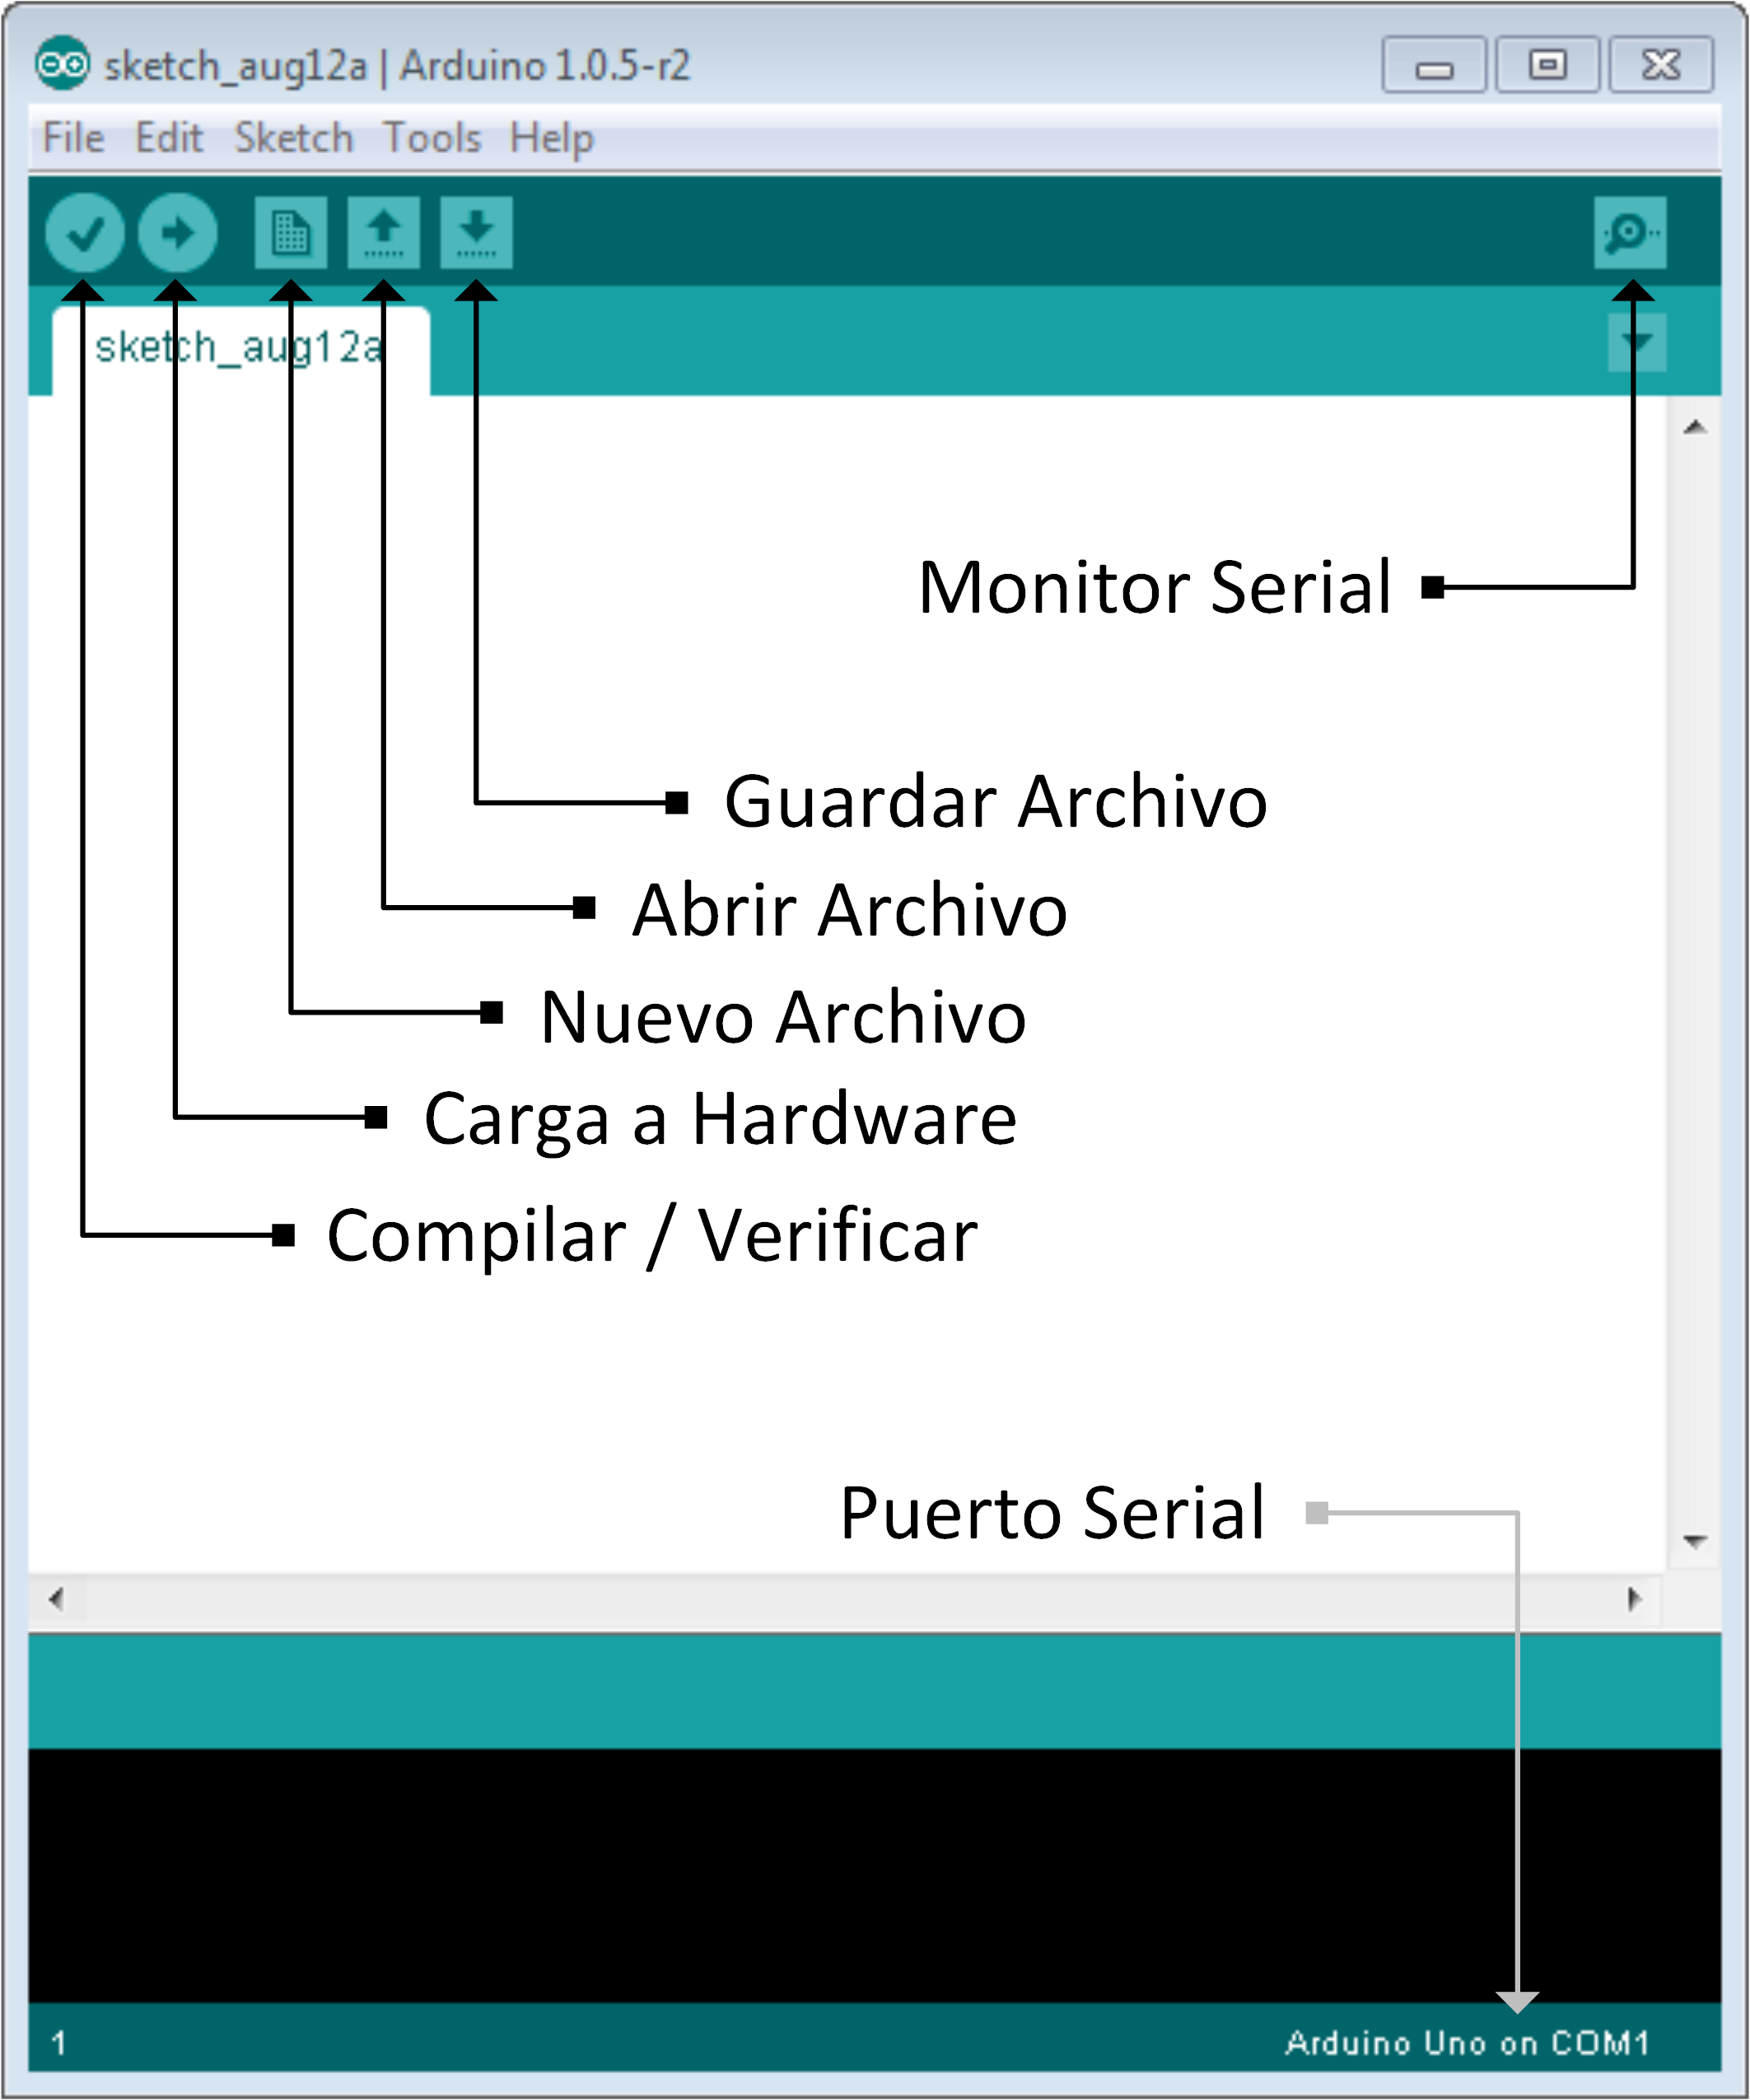 sketch_aug12a | Arduino 1.0.5-r2
File Edit Sketch Tools Help
sketch_aug12a
Monitor Serial
Guardar Archivo
Abrir Archivo
Nuevo Archivo
Carga a Hardware
Compilar / Verificar
Puerto Serial
1 Arduino Uno on COM1